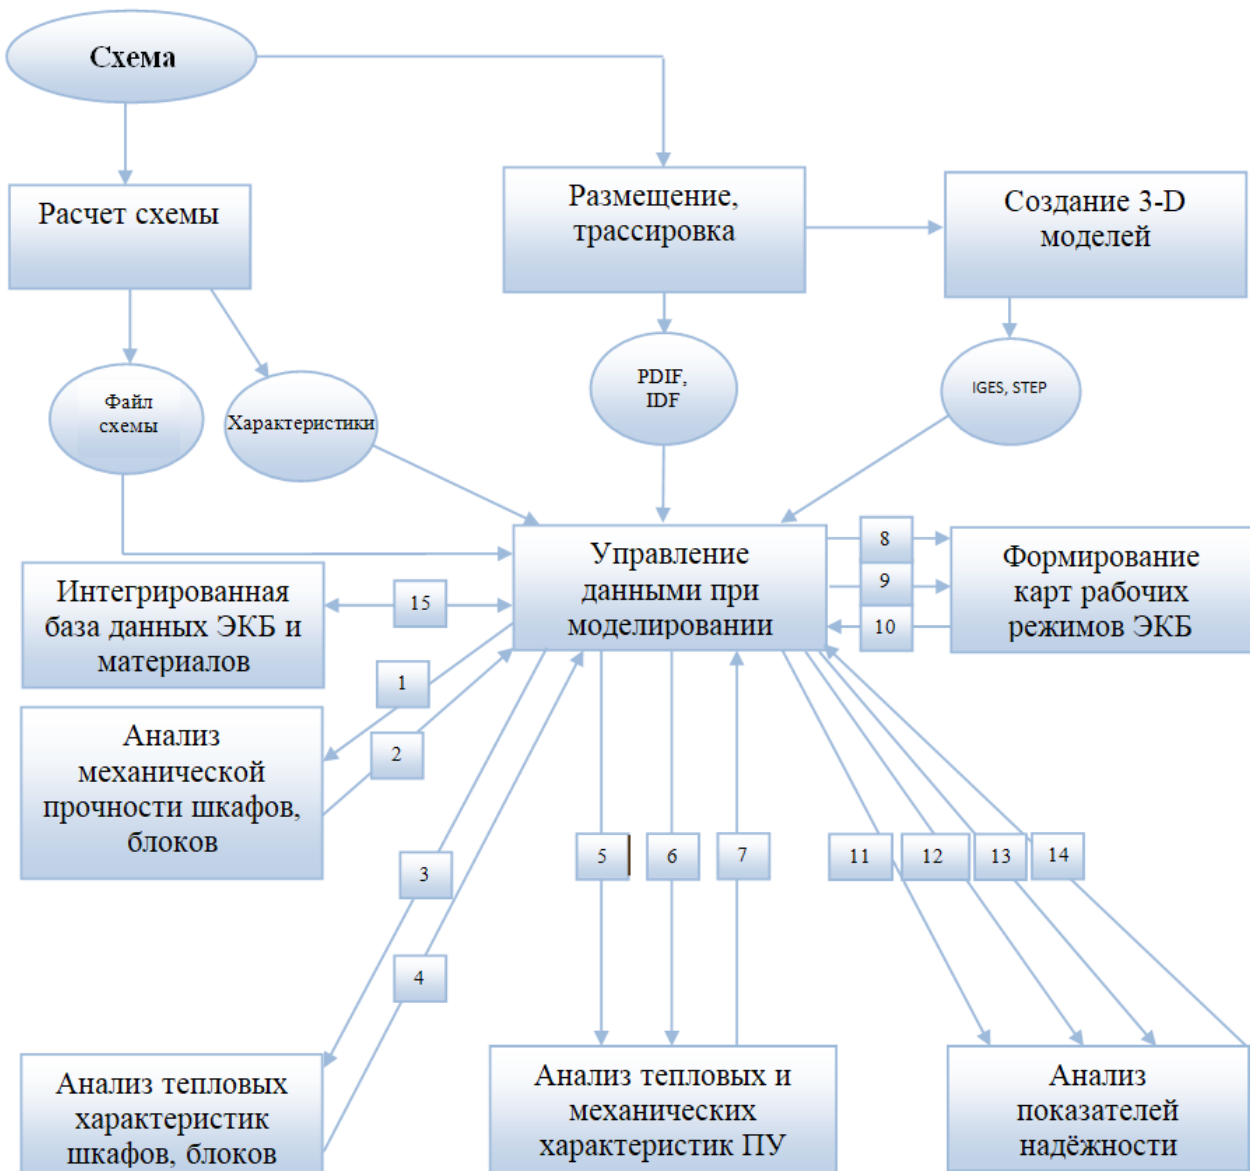 Схема
Расчет схемы
Размещение,
трассировка
Создание 3-D
моделей
Файл
схемы
Характеристики
PDIF,
IDF
IGES, STEP
Управление
данными при
моделировании
8
9
10
Формирование
карт рабочих
режимов ЭКБ
Интегрированная
база данных ЭКБ и
материалов
15
1
2
Анализ
механической
прочности шкафов,
блоков
3
4
5
6
7
11
12
13
14
Анализ тепловых
характеристик
шкафов, блоков
Анализ тепловых и
механических
характеристик ПУ
Анализ
показателей
надёжности